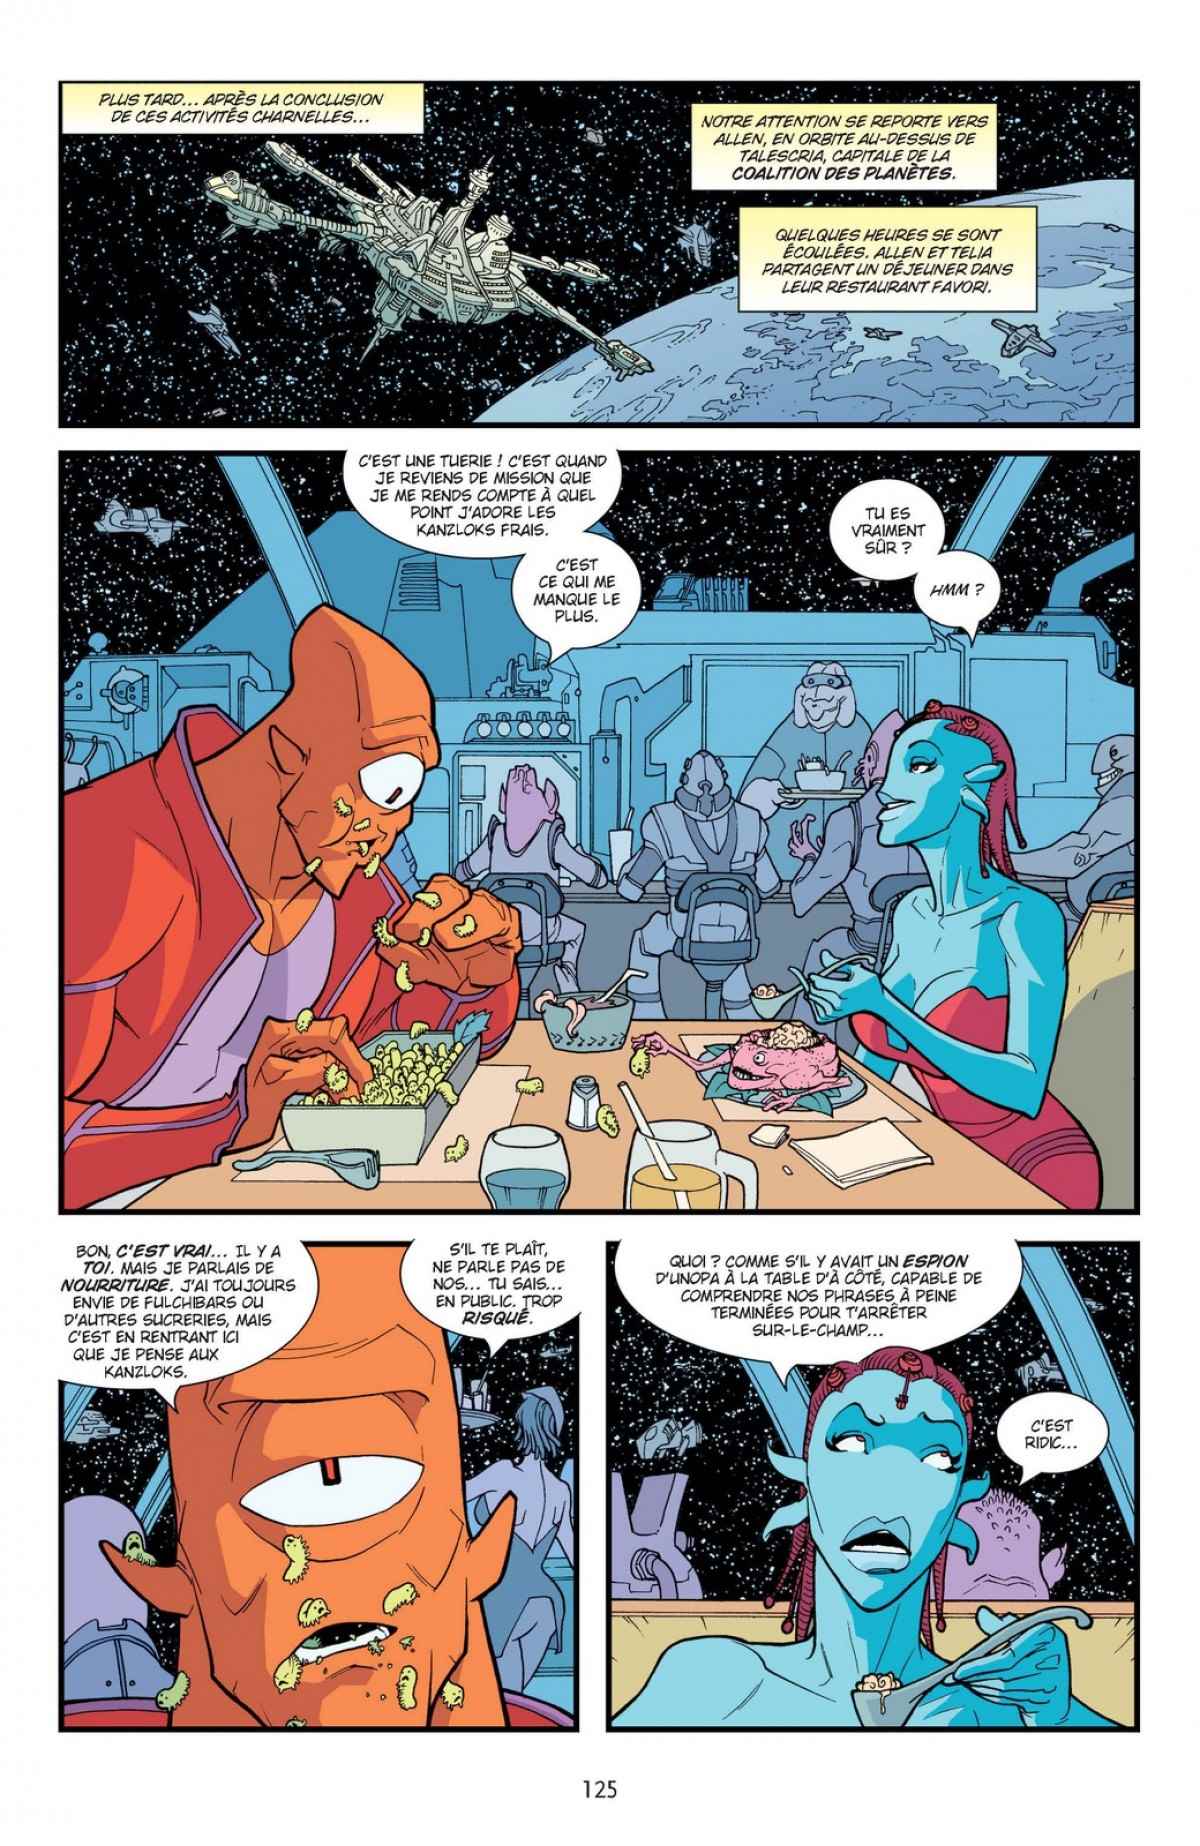 PLUS TARD... APRÈS LA CONCLUSION
DE CES ACTIVITÉS CHARNELLES...
NOTRE ATTENTION SE REPORTE VERS
ALLEN, EN ORBITE AU-DESSUS DE
TALESCRIA, CAPITALE DE LA
COALITION DES PLANÈTES.
QUELQUES HEURES SE SONT
ÉCOULÉES. ALLEN ET TELIA
PARTAGENT UN DÉJEUNER DANS
LEUR RESTAURANT FAVORI.
C'EST UNE TUERIE ! C'EST QUAND
JE REVIENS DE MISSION QUE
JE ME RENDS COMPTE À QUEL
POINT J'ADORE LES
KANZLOKS FRAIS.
C'EST
CE QUI ME
MANQUE LE
PLUS.
TU ES
VRAIMENT
SÛR ?
HMM ?
BON, C'EST VRAI... IL Y A
TOI. MAIS JE PARLAIS DE
NOURRITURE. J'AI TOUJOURS
ENVIE DE FULCHIBARS OU
D'AUTRES SUCRERIES, MAIS
C'EST EN RENTRANT ICI
QUE JE PENSE AUX
KANZLOKS.
S'IL TE PLAÎT,
NE PARLE PAS DE
NOS... TU SAIS...
EN PUBLIC. TROP
RISQUÉ.
QUOI ? COMME S'IL Y AVAIT UN ESPION
D'UNOPA À LA TABLE D'À CÔTÉ, CAPABLE DE
COMPRENDRE NOS PHRASES À PEINE
TERMINÉES POUR T'ARRÊTER
SUR-LE-CHAMP...
C'EST
RIDIC...
125